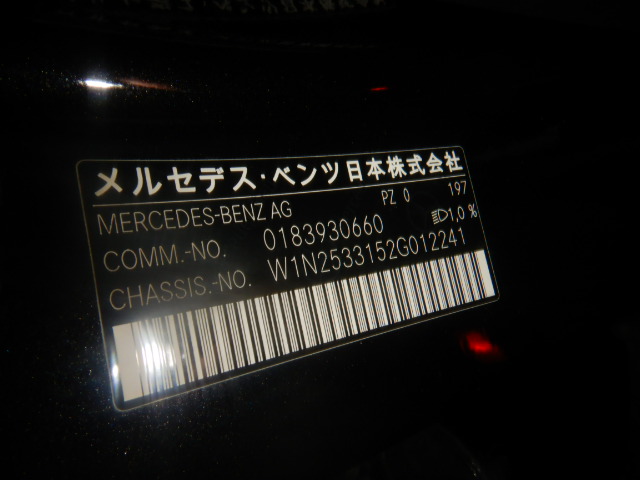 メルセデス・ベンツ日本株式会社
MERCEDES-BENZ AG PZ 0 197
COMM.-NO. 0183930660 1,0 %
CHASSIS.-NO. W1N2533152G012241